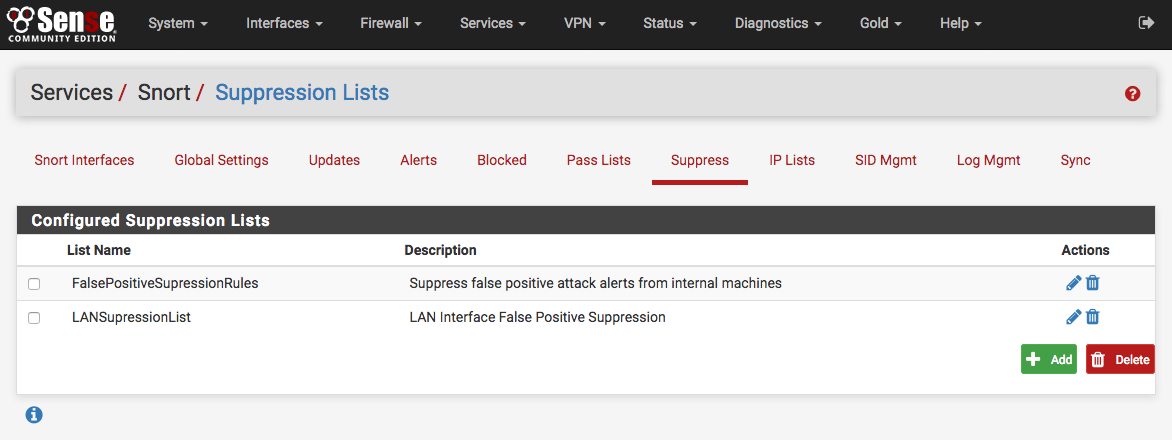 Sense
COMMUNITY EDITION
System Interfaces Firewall Services VPN Status Diagnostics Gold Help
Services / Snort / Suppression Lists
Snort Interfaces Global Settings Updates Alerts Blocked Pass Lists Suppress IP Lists SID Mgmt Log Mgmt Sync
Configured Suppression Lists
List Name Description Actions
FalsePositiveSupressionRules Suppress false positive attack alerts from internal machines
LANSupressionList LAN Interface False Positive Suppression
Add Delete